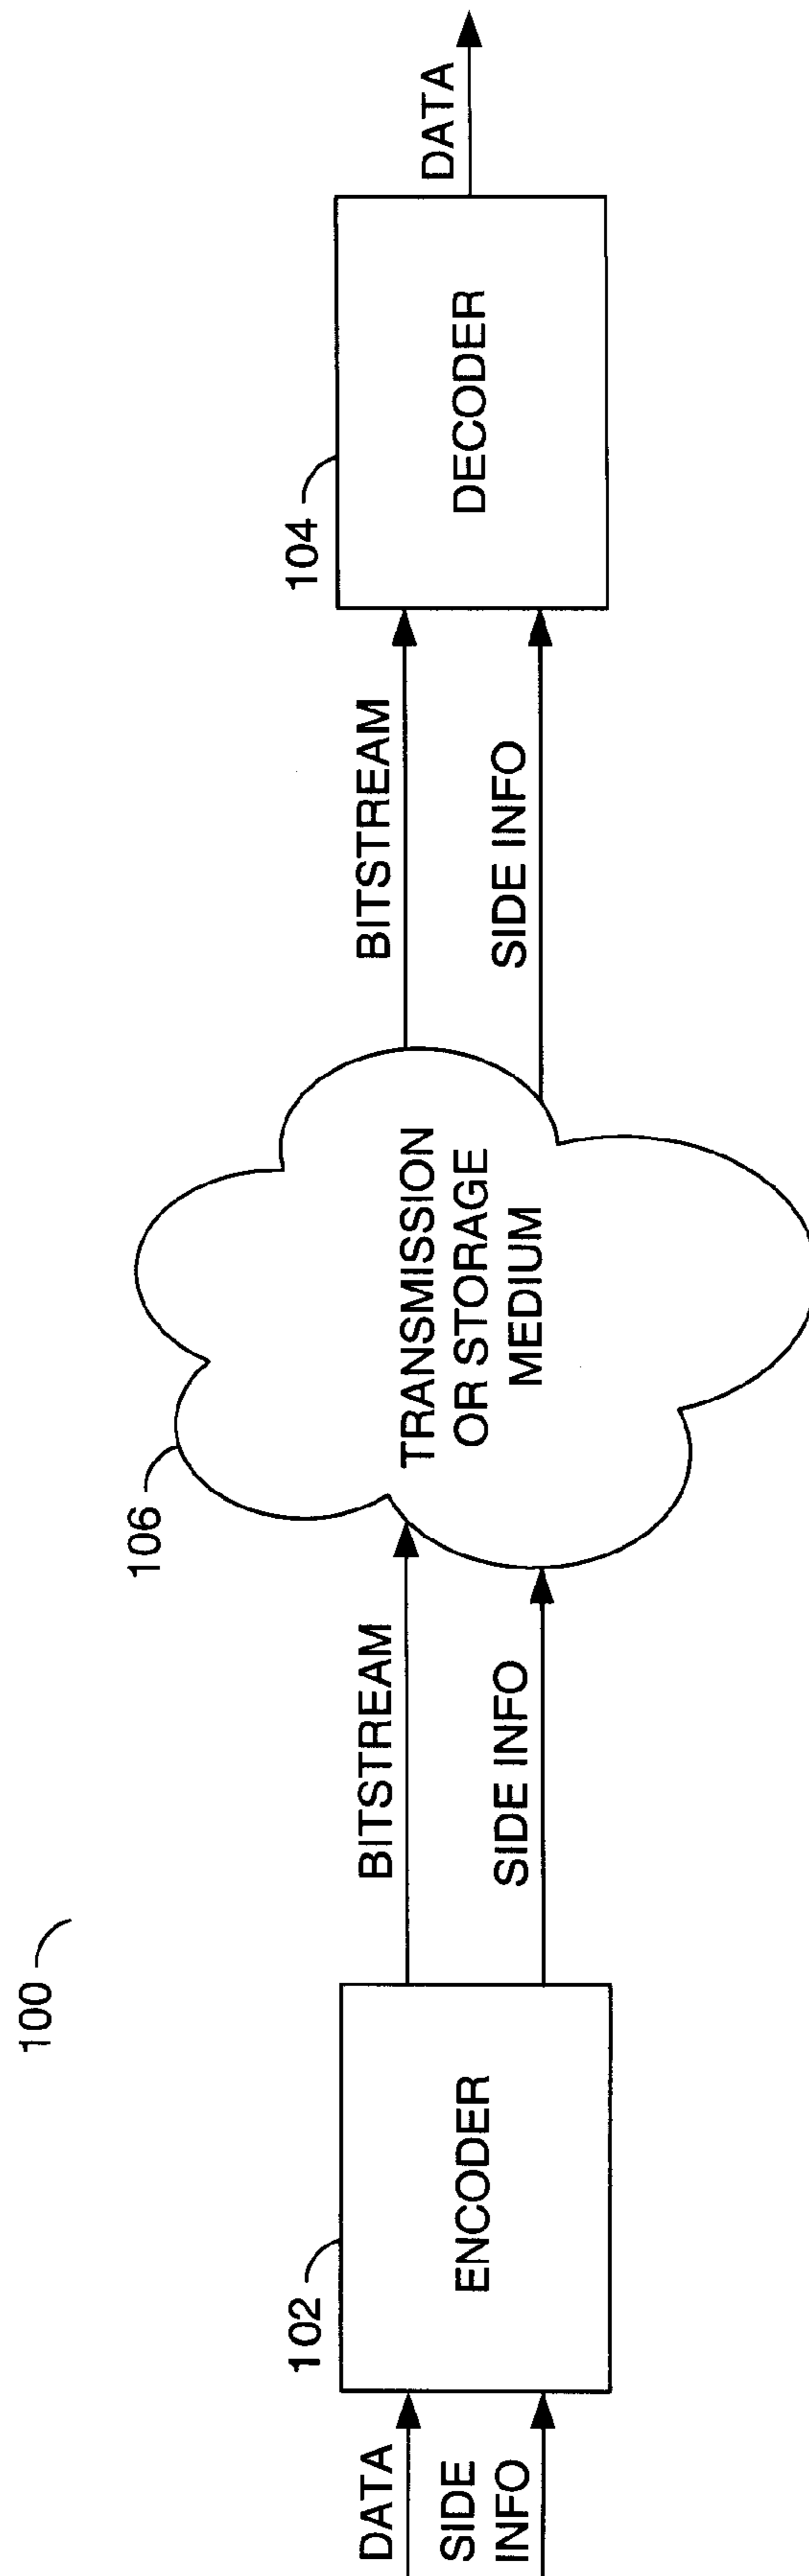 100
DATA
SIDE
INFO
102
ENCODER
BITSTREAM
SIDE INFO
106
TRANSMISSION
OR STORAGE
MEDIUM
BITSTREAM
SIDE INFO
104
DECODER
DATA